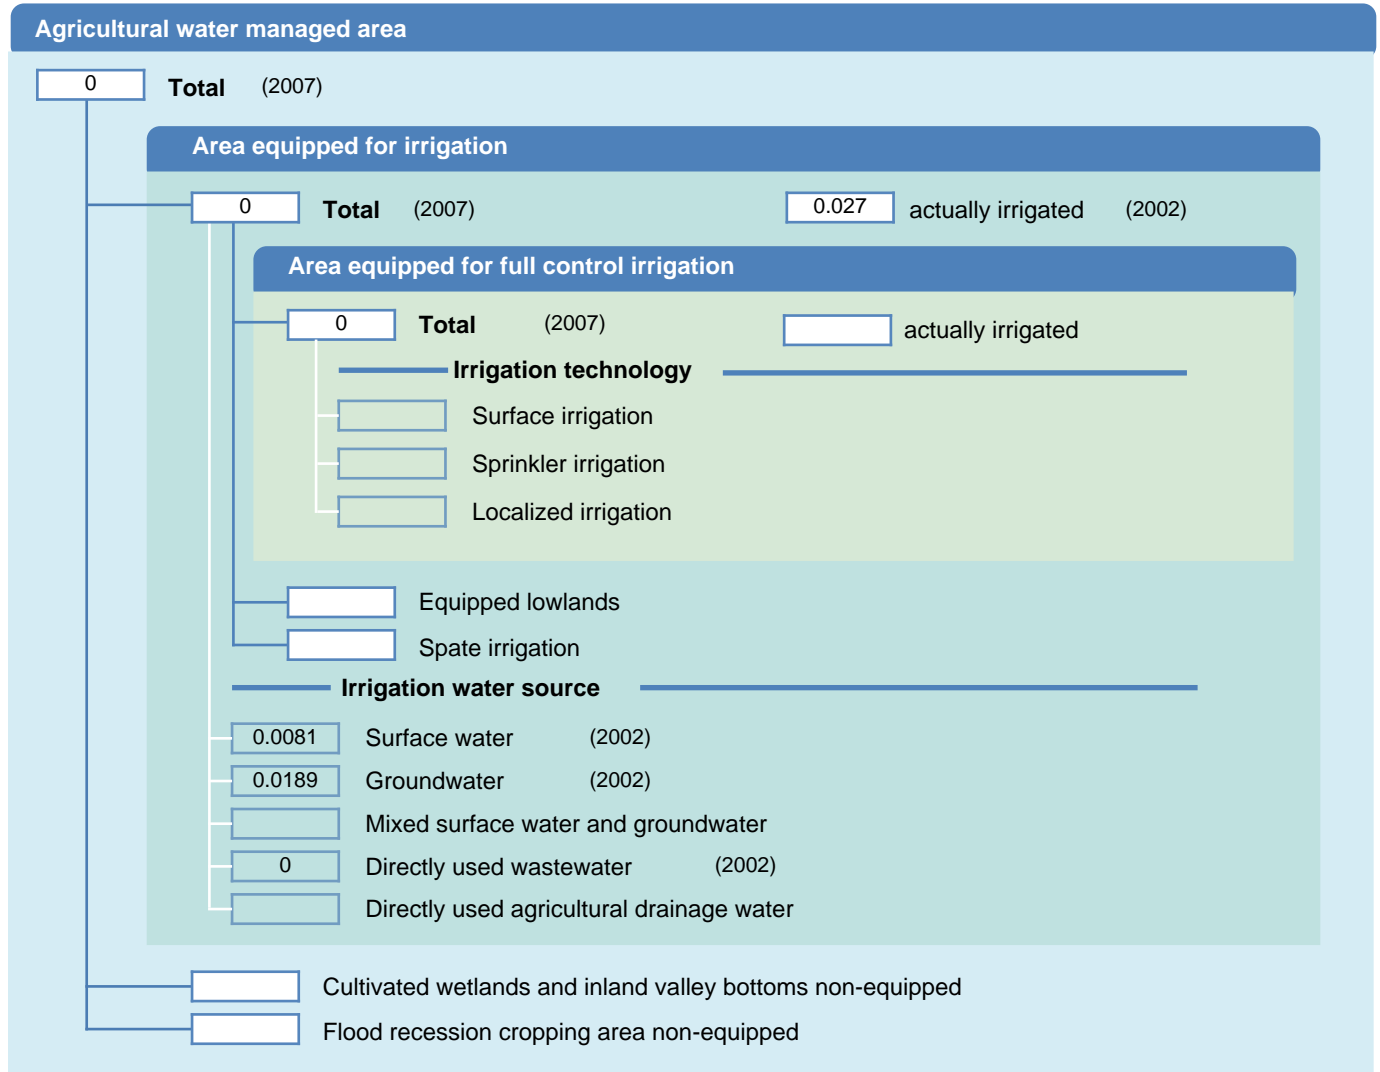 Agricultural water managed area
0 Total (2007)
Area equipped for irrigation
0 Total (2007) 0.027 actually irrigated (2002)
Area equipped for full control irrigation
0 Total (2007) actually irrigated
Irrigation technology
Surface irrigation
Sprinkler irrigation
Localized irrigation
Equipped lowlands
Spate irrigation
Irrigation water source
0.0081 Surface water (2002)
0.0189 Groundwater (2002)
Mixed surface water and groundwater
0 Directly used wastewater (2002)
Directly used agricultural drainage water
Cultivated wetlands and inland valley bottoms non-equipped
Flood recession cropping area non-equipped